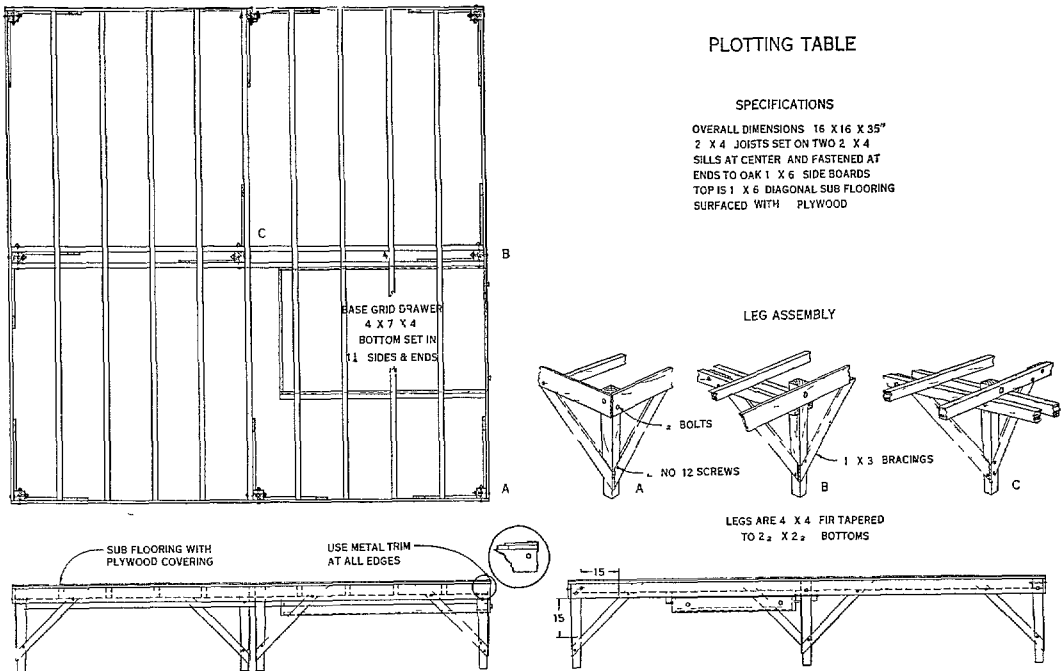 PLOTTING TABLE
SPECIFICATIONS
OVERALL DIMENSIONS 16 X 16 X 35"
2 X 4 JOISTS SET ON TWO 2 X 4
SILLS AT CENTER AND FASTENED AT
ENDS TO OAK 1 X 6 SIDE BOARDS
TOP IS 1 X 6 DIAGONAL SUB FLOORING
SURFACED WITH PLYWOOD
C
B
BASE GRID DRAWER
4 X 7 X 4
BOTTOM SET IN
SIDES & ENDS
A
LEG ASSEMBLY
BOLTS
NO 12 SCREWS
1 X 3 BRACINGS
A
B
C
LEGS ARE 4 X 4 FIR TAPERED
TO 2₂ X 2₂ BOTTOMS
SUB FLOORING WITH
PLYWOOD COVERING
USE METAL TRIM
AT ALL EDGES
15
15